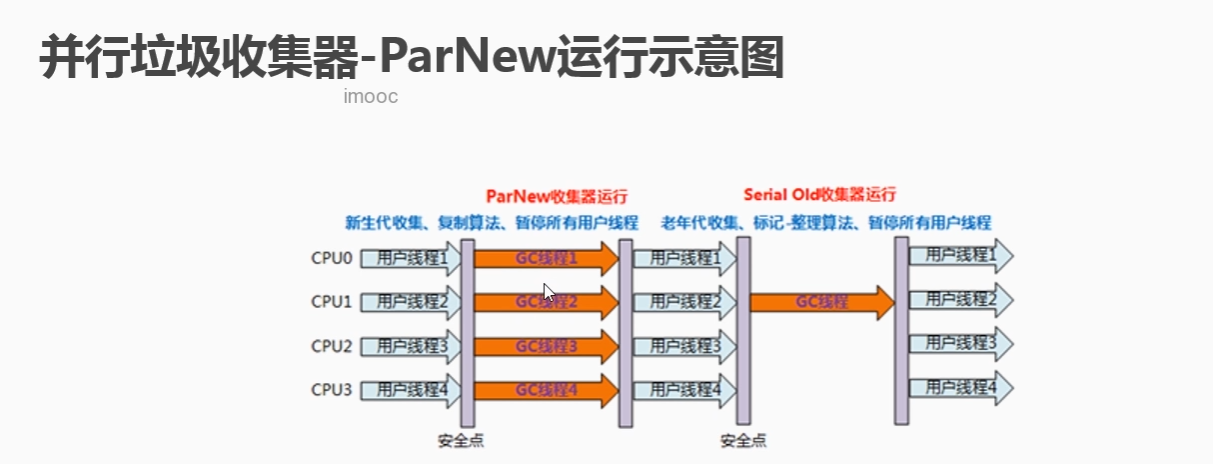 并行垃圾收集器-ParNew运行示意图
imooc
ParNew收集器运行
Serial Old收集器运行
新生代收集、复制算法、暂停所有用户线程
老年代收集、标记-整理算法、暂停所有用户线程
CPU0 用户线程1 GC线程1 用户线程1 用户线程1
CPU1 用户线程2 GC线程2 用户线程2 GC线程 用户线程2
CPU2 用户线程3 GC线程3 用户线程3 用户线程3
CPU3 用户线程4 GC线程4 用户线程4 用户线程4
安全点 安全点